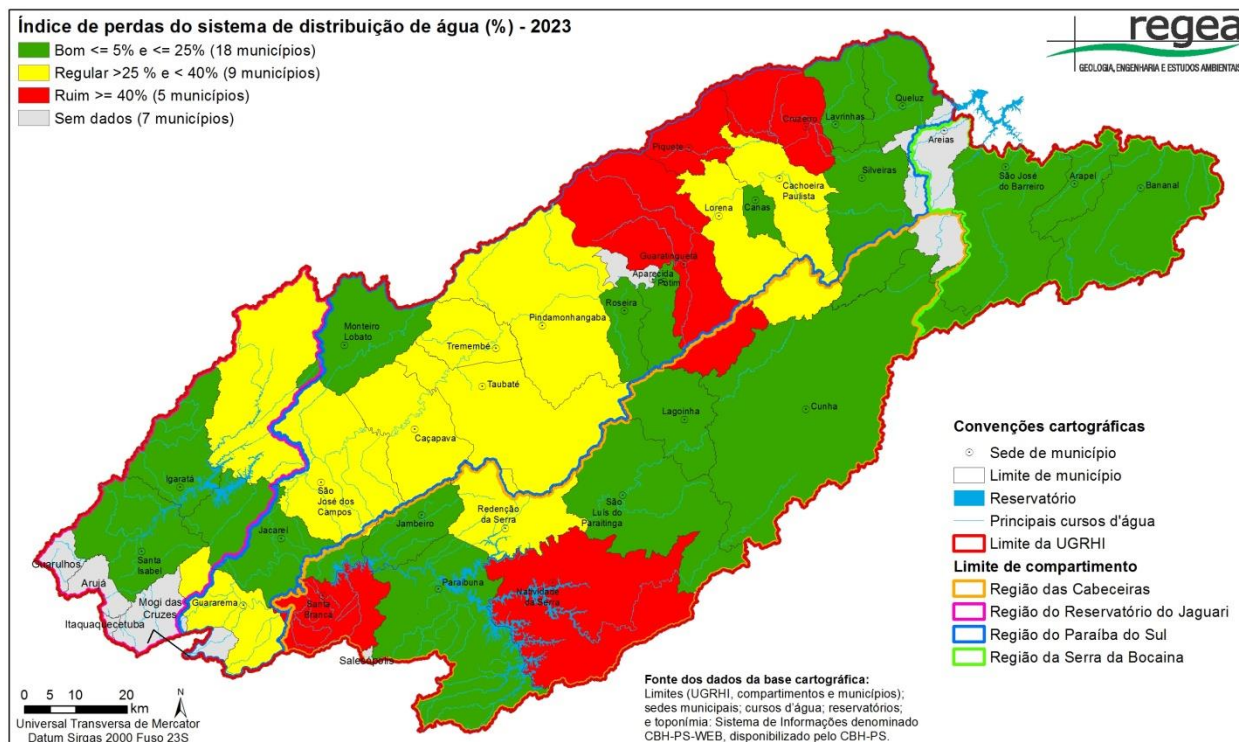 Índice de perdas do sistema de distribuição de água (%) - 2023
Bom <= 5% e <= 25% (18 municípios)
Regular >25 % e < 40% (9 municípios)
Ruim >= 40% (5 municípios)
Sem dados (7 municípios)
regea
GEOLOGIA, ENGENHARIA E ESTUDOS AMBIENTAIS
Queluz
Lavrinhas
Cruzeiro
Areias
Piquete
São José
do Barreiro
Arapeí
Bananal
Silveiras
Cachoeira
Paulista
Canas
Lorena
Guaratinguetá
Aparecida
Potim
Roseira
Monteiro
Lobato
Pindamonhangaba
Tremembé
Taubaté
Caçapava
Lagoinha
Cunha
Igaratá
São
José dos
Campos
São
Luís do
Paraitinga
Redenção
da Serra
Jambeiro
Jacareí
Santa
Isabel
Guarulhos
Arujá
Mogi das
Cruzes
Itaquaquecetuba
Guararema
Santa
Branca
Paraibuna
Natividade
da Serra
Salesópolis
Convenções cartográficas
Sede de município
Limite de município
Reservatório
Principais cursos d'água
Limite da UGRHI
Limite de compartimento
Região das Cabeceiras
Região do Reservatório do Jaguari
Região do Paraíba do Sul
Região da Serra da Bocaina
0 5 10 20
km
N
Universal Transversa de Mercator
Datum Sirgas 2000 Fuso 23S
Fonte dos dados da base cartográfica:
Limites (UGRHI, compartimentos e municípios);
sedes municipais; cursos d'água; reservatórios;
e toponímia: Sistema de Informações denominado
CBH-PS-WEB, disponibilizado pelo CBH-PS.